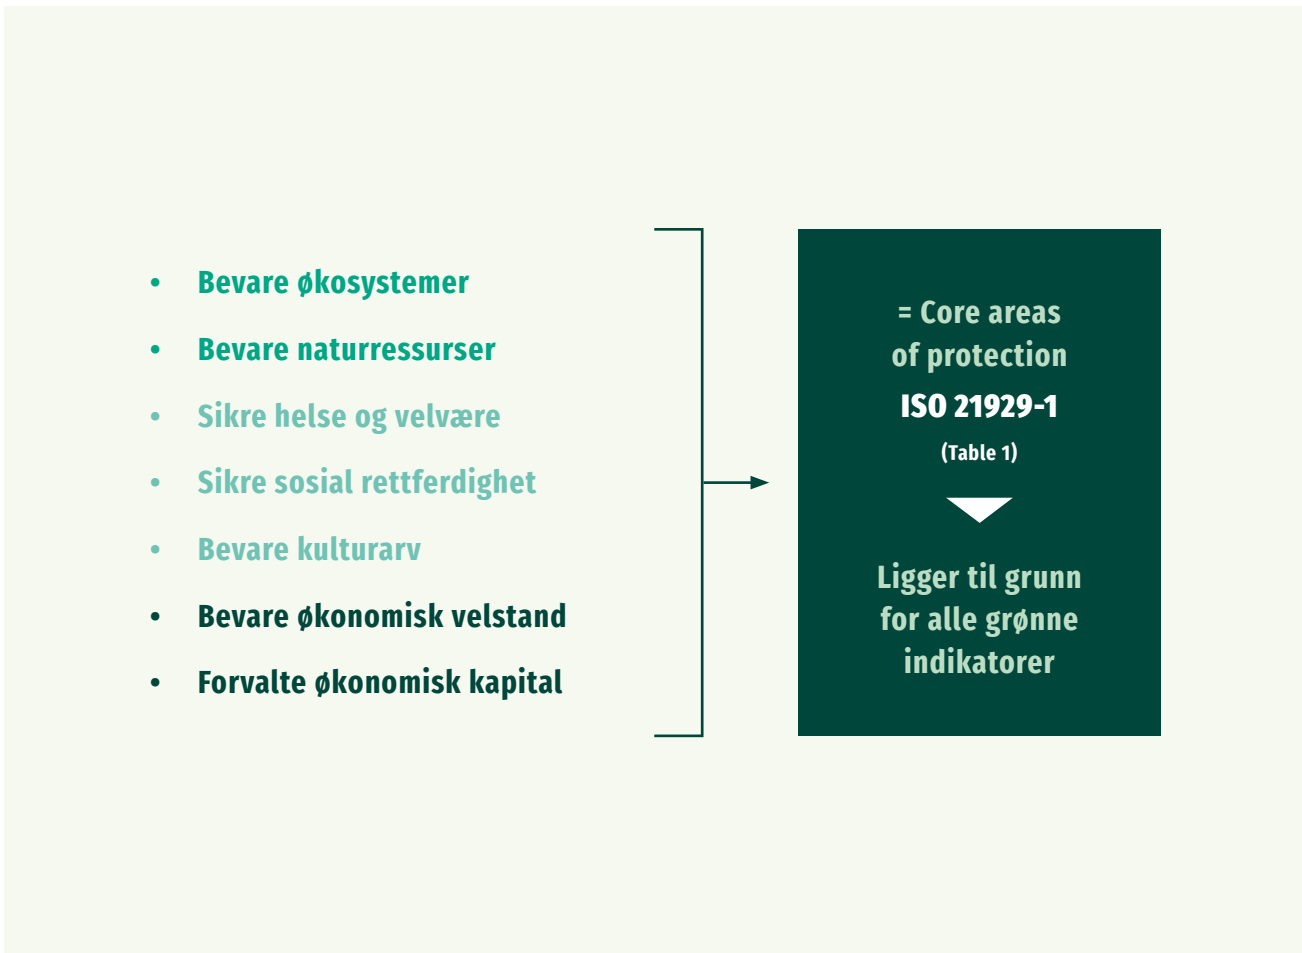 • Bevare økosystemer
• Bevare naturressurser
• Sikre helse og velvære
• Sikre sosial rettferdighet
• Bevare kulturarv
• Bevare økonomisk velstand
• Forvalte økonomisk kapital
= Core areas
of protection
ISO 21929-1
(Table 1)
Ligger til grunn
for alle grønne
indikatorer